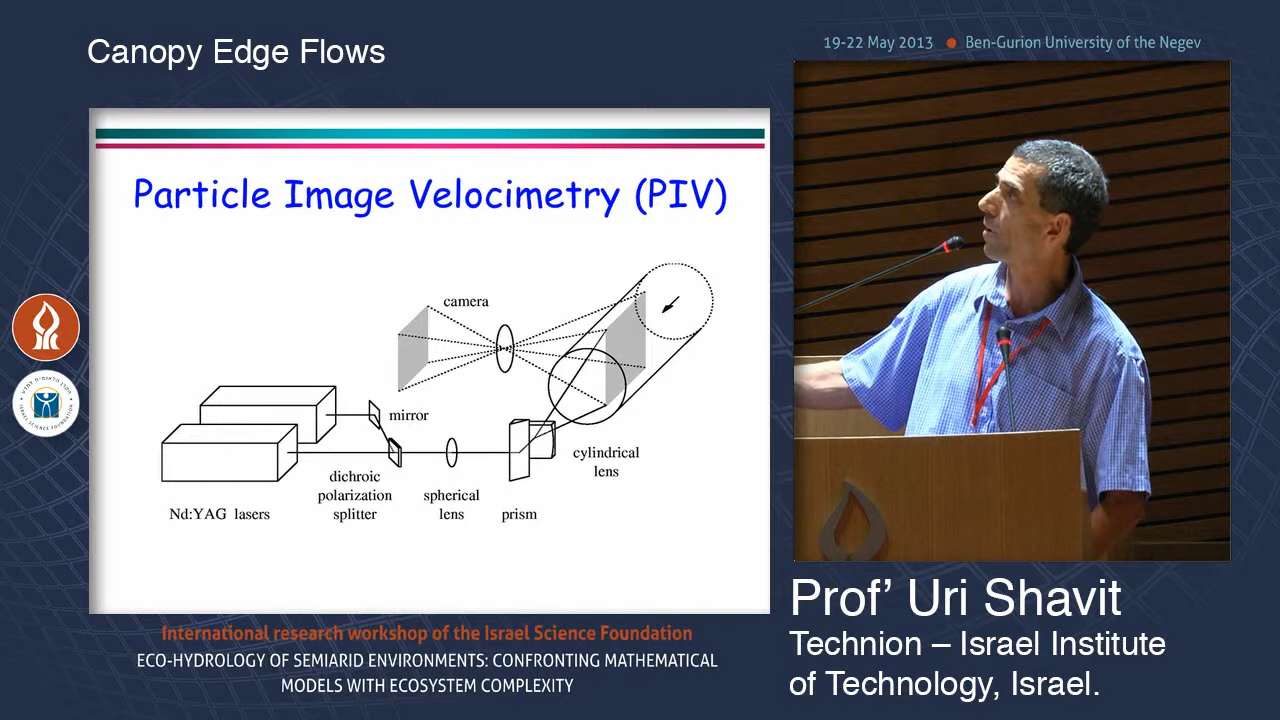 Canopy Edge Flows
19-22 May 2013 ● Ben-Gurion University of the Negev
Particle Image Velocimetry (PIV)
camera
mirror
dichroic
polarization
splitter
spherical
lens
prism
cylindrical
lens
Nd:YAG lasers
International research workshop of the Israel Science Foundation
ECO-HYDROLOGY OF SEMIARID ENVIRONMENTS: CONFRONTING MATHEMATICAL
MODELS WITH ECOSYSTEM COMPLEXITY
Prof’ Uri Shavit
Technion – Israel Institute
of Technology, Israel.